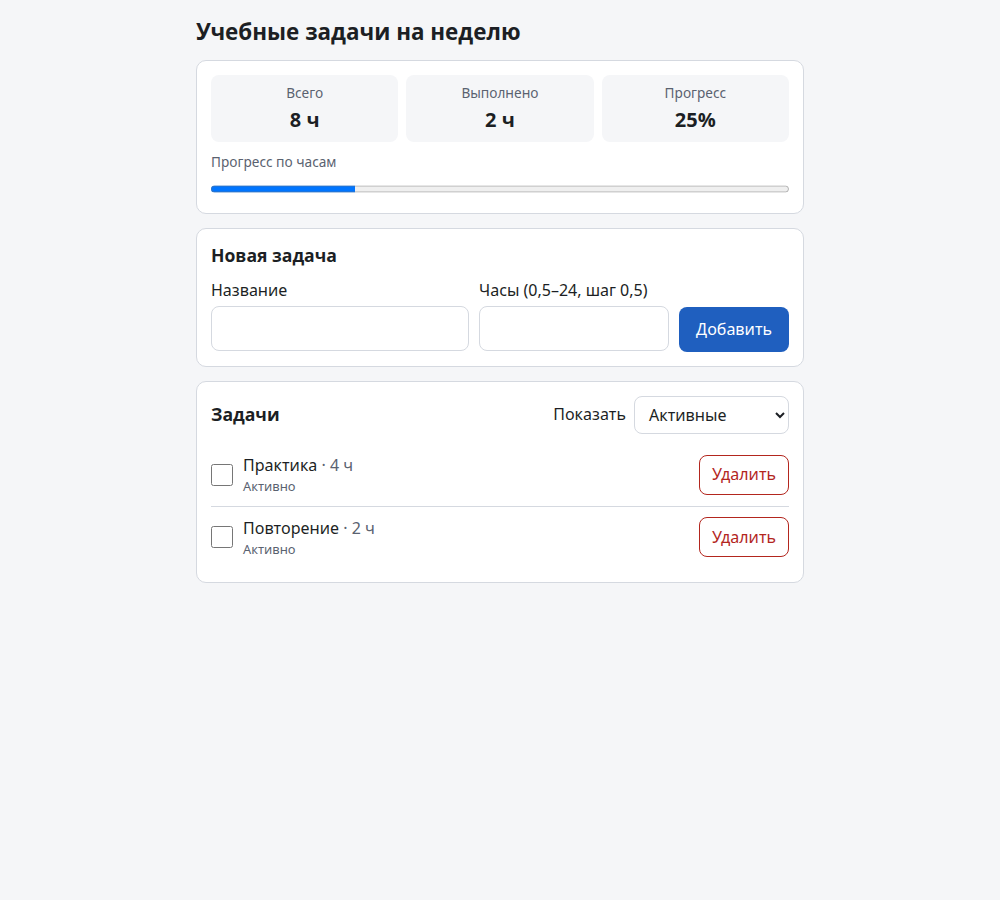 Учебные задачи на неделю
Всего
8 ч
Выполнено
2 ч
Прогресс
25%
Прогресс по часам
Новая задача
Название
Часы (0,5–24, шаг 0,5)
Добавить
Задачи
Показать
Активные
Практика · 4 ч
Активно
Удалить
Повторение · 2 ч
Активно
Удалить